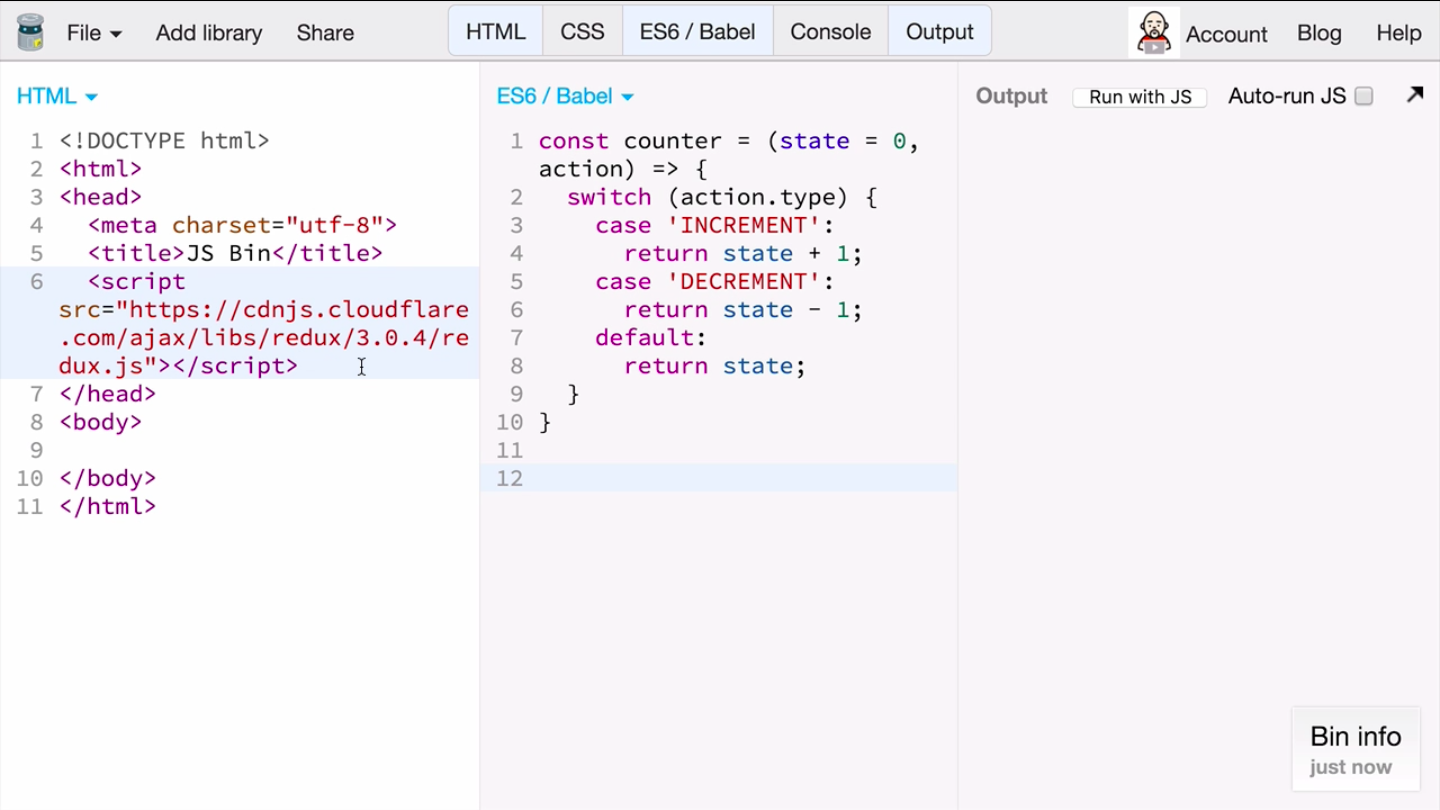 File Add library Share HTML CSS ES6 / Babel Console Output Account Blog Help
HTML
1 <!DOCTYPE html>
2 <html>
3 <head>
4 <meta charset="utf-8">
5 <title>JS Bin</title>
6 <script
src="https://cdnjs.cloudflare
.com/ajax/libs/redux/3.0.4/re
dux.js"></script>
7 </head>
8 <body>
9
10 </body>
11 </html>
ES6 / Babel
1 const counter = (state = 0,
action) => {
2 switch (action.type) {
3 case 'INCREMENT':
4 return state + 1;
5 case 'DECREMENT':
6 return state - 1;
7 default:
8 return state;
9 }
10 }
11
12
Output Run with JS Auto-run JS
Bin info
just now